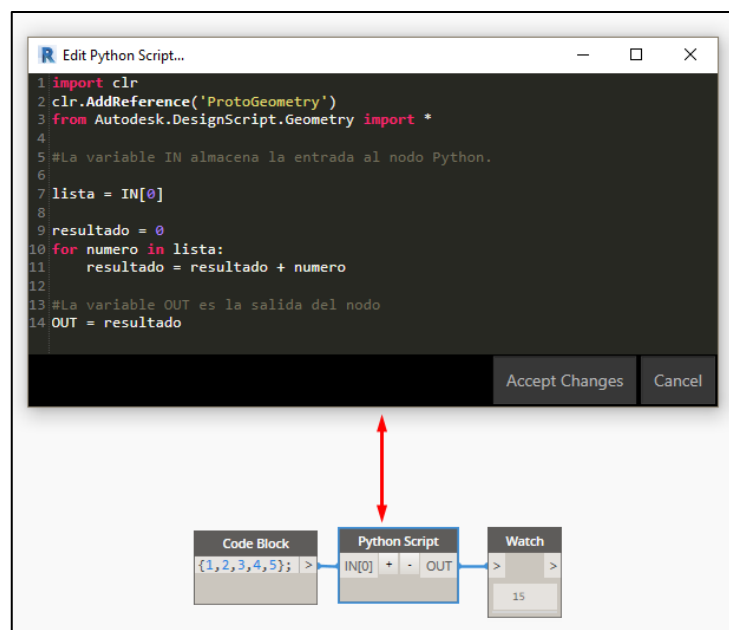 R Edit Python Script...
1 import clr
2 clr.AddReference('ProtoGeometry')
3 from Autodesk.DesignScript.Geometry import *
4
5 #La variable IN almacena la entrada al nodo Python.
6
7 lista = IN[0]
8
9 resultado = 0
10 for numero in lista:
11     resultado = resultado + numero
12
13 #La variable OUT es la salida del nodo
14 OUT = resultado
Accept Changes Cancel
Code Block
{1,2,3,4,5}; >
Python Script
IN[0] + - OUT
Watch
> >
15